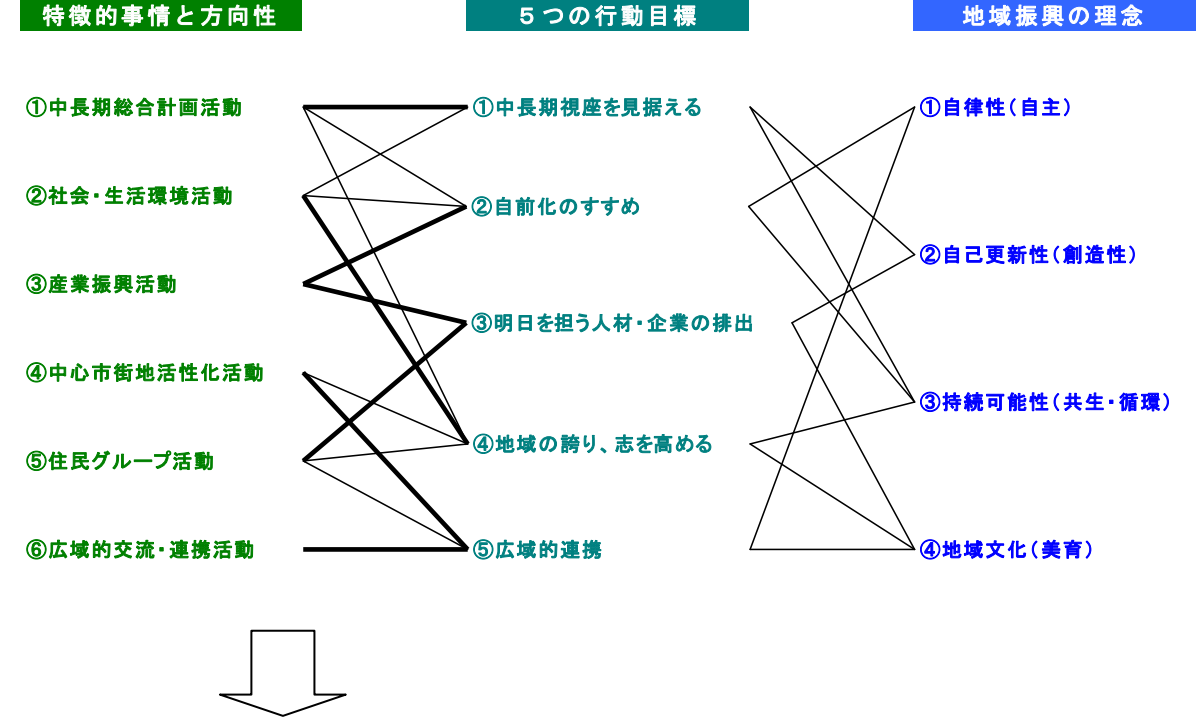 特徴的事情と方向性
５つの行動目標
地域振興の理念
①中長期総合計画活動
①中長期視座を見据える
①自律性（自主）
②社会・生活環境活動
②自前化のすすめ
②自己更新性（創造性）
③産業振興活動
③明日を担う人材・企業の排出
④中心市街地活性化活動
③持続可能性（共生・循環）
④地域の誇り、志を高める
⑤住民グループ活動
⑥広域的交流・連携活動
⑤広域的連携
④地域文化（美育）